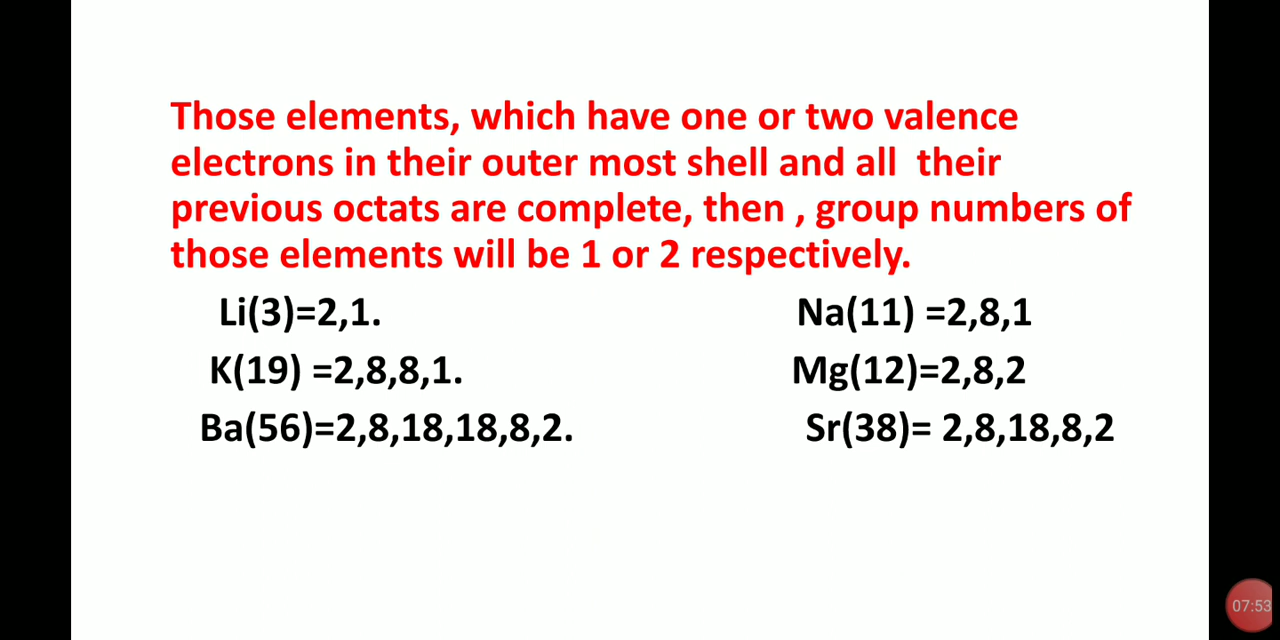 Those elements, which have one or two valence
electrons in their outer most shell and all their
previous octats are complete, then , group numbers of
those elements will be 1 or 2 respectively.
Li(3)=2,1. Na(11) =2,8,1
K(19) =2,8,8,1. Mg(12)=2,8,2
Ba(56)=2,8,18,18,8,2. Sr(38)= 2,8,18,8,2
07:53